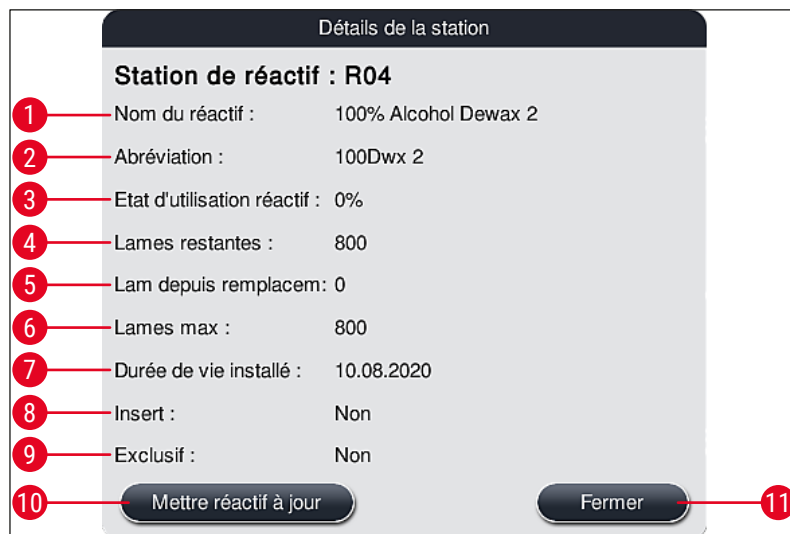 Détails de la station
Station de réactif : R04
1 Nom du réactif : 100% Alcohol Dewax 2
2 Abréviation : 100Dwx 2
3 Etat d'utilisation réactif : 0%
4 Lames restantes : 800
5 Lam depuis remplacem: 0
6 Lames max : 800
7 Durée de vie installé : 10.08.2020
8 Insert : Non
9 Exclusif : Non
10 Mettre réactif à jour Fermer 11